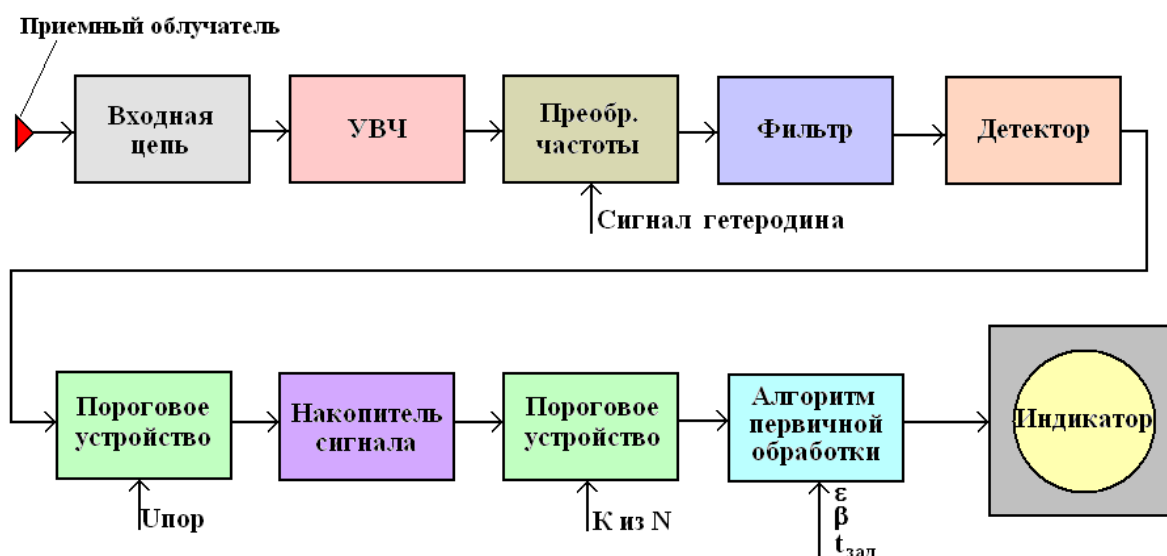 Приемный облучатель
Входная
цепь
УВЧ
Преобр.
частоты
Фильтр
Детектор
Сигнал гетеродина
Пороговое
устройство
Накопитель
сигнала
Пороговое
устройство
Алгоритм
первичной
обработки
Индикатор
Uпор
К из N
ε
β
tзад